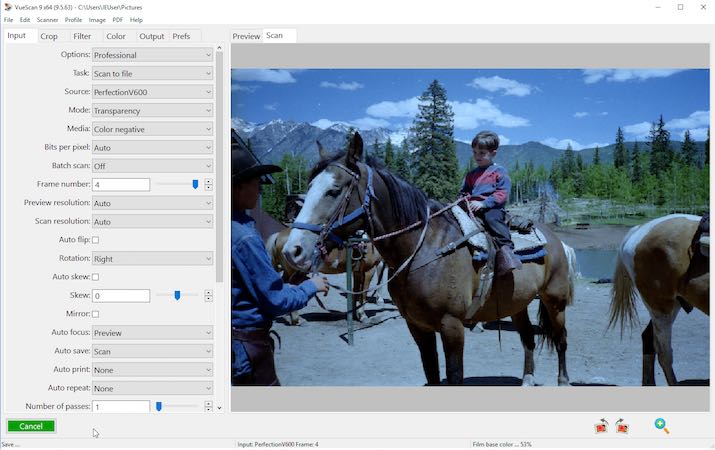 VueScan 9 x64 (9.5.63) - C:\Users\JEUser\Pictures
File Edit Scanner Profile Image PDF Help
Input Crop Filter Color Output Prefs
Preview Scan
Options: Professional
Task: Scan to file
Source: PerfectionV600
Mode: Transparency
Media: Color negative
Bits per pixel: Auto
Batch scan: Off
Frame number: 4
Preview resolution: Auto
Scan resolution: Auto
Auto flip:
Rotation: Right
Auto skew:
Skew: 0
Mirror:
Auto focus: Preview
Auto save: Scan
Auto print: None
Auto repeat: None
Number of passes: 1
Cancel
Save ... Input: PerfectionV600 Frame: 4 Film base color ... 53%